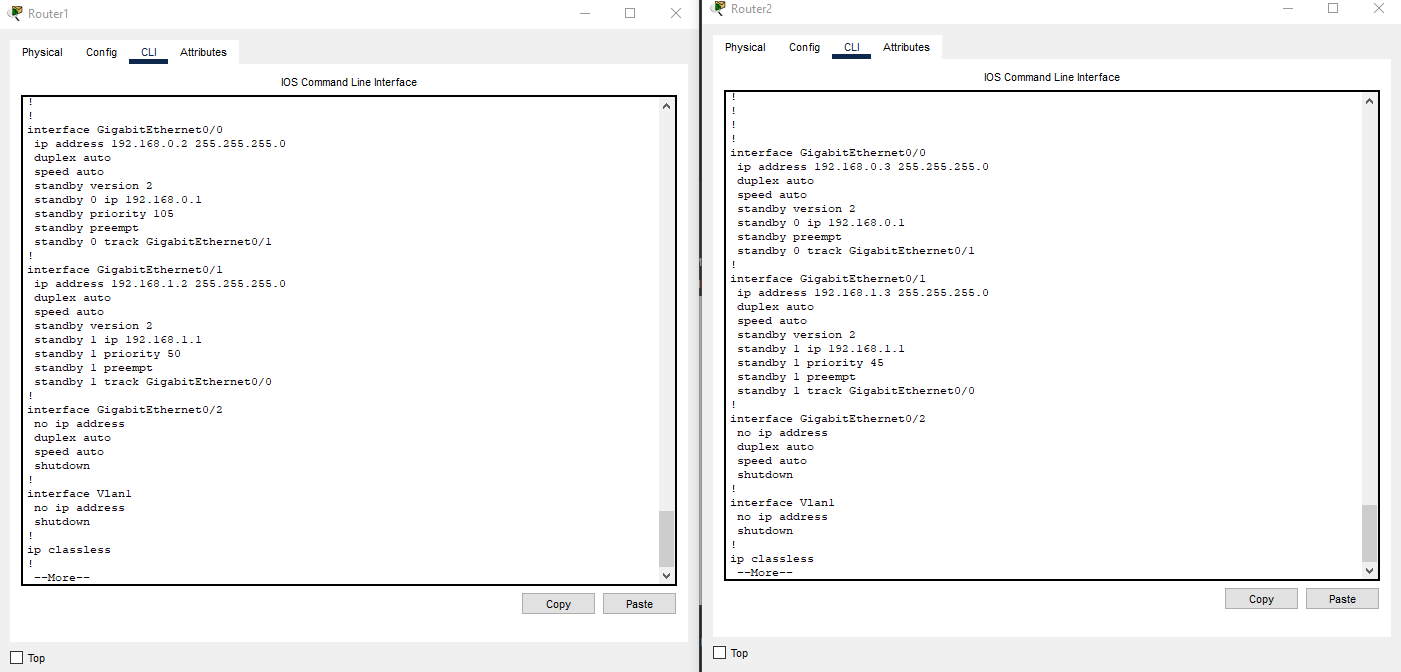 Router1
Physical Config CLI Attributes
IOS Command Line Interface
!
!
interface GigabitEthernet0/0
ip address 192.168.0.2 255.255.255.0
duplex auto
speed auto
standby version 2
standby 0 ip 192.168.0.1
standby priority 105
standby preempt
standby 0 track GigabitEthernet0/1
!
interface GigabitEthernet0/1
ip address 192.168.1.2 255.255.255.0
duplex auto
speed auto
standby version 2
standby 1 ip 192.168.1.1
standby 1 priority 50
standby 1 preempt
standby 1 track GigabitEthernet0/0
!
interface GigabitEthernet0/2
no ip address
duplex auto
speed auto
shutdown
!
interface Vlan1
no ip address
shutdown
!
ip classless
!
--More--
Copy Paste
Top
Router2
Physical Config CLI Attributes
IOS Command Line Interface
!
!
!
!
interface GigabitEthernet0/0
ip address 192.168.0.3 255.255.255.0
duplex auto
speed auto
standby version 2
standby 0 ip 192.168.0.1
standby preempt
standby 0 track GigabitEthernet0/1
!
interface GigabitEthernet0/1
ip address 192.168.1.3 255.255.255.0
duplex auto
speed auto
standby version 2
standby 1 ip 192.168.1.1
standby 1 priority 45
standby 1 preempt
standby 1 track GigabitEthernet0/0
!
interface GigabitEthernet0/2
no ip address
duplex auto
speed auto
shutdown
!
interface Vlan1
no ip address
shutdown
!
ip classless
--More--
Copy Paste
Top